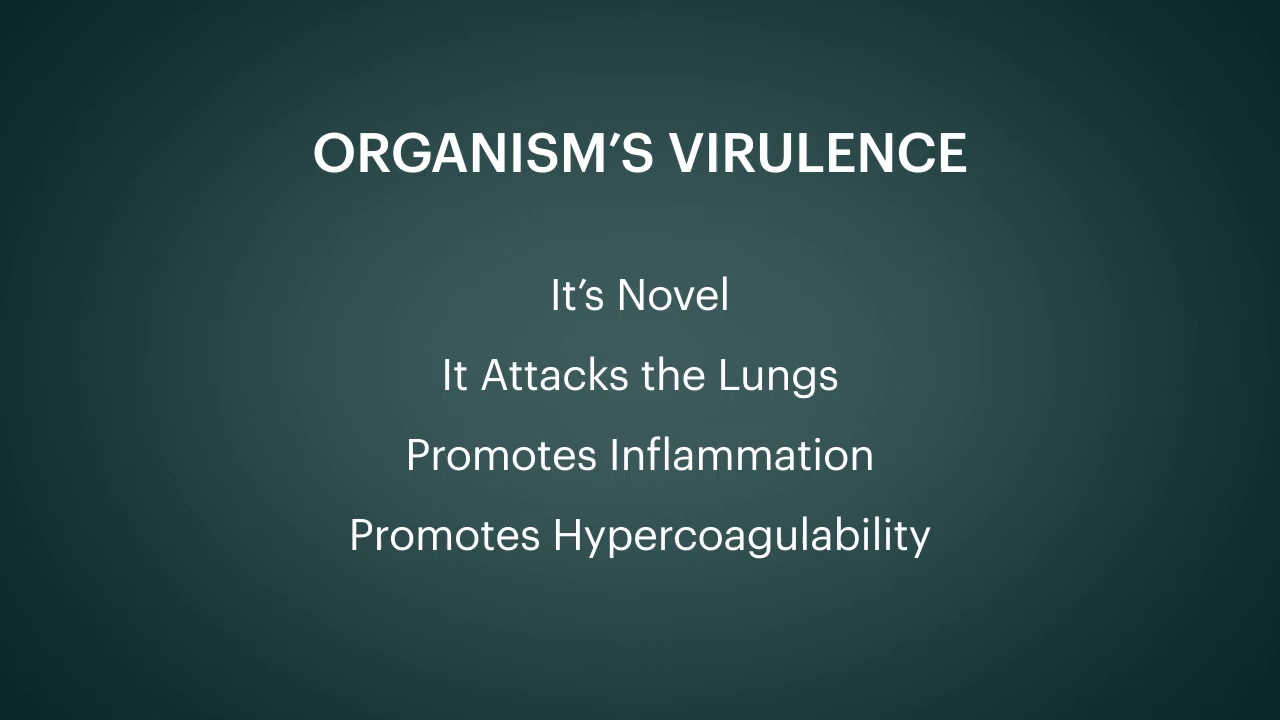 ORGANISM’S VIRULENCE
It’s Novel
It Attacks the Lungs
Promotes Inflammation
Promotes Hypercoagulability